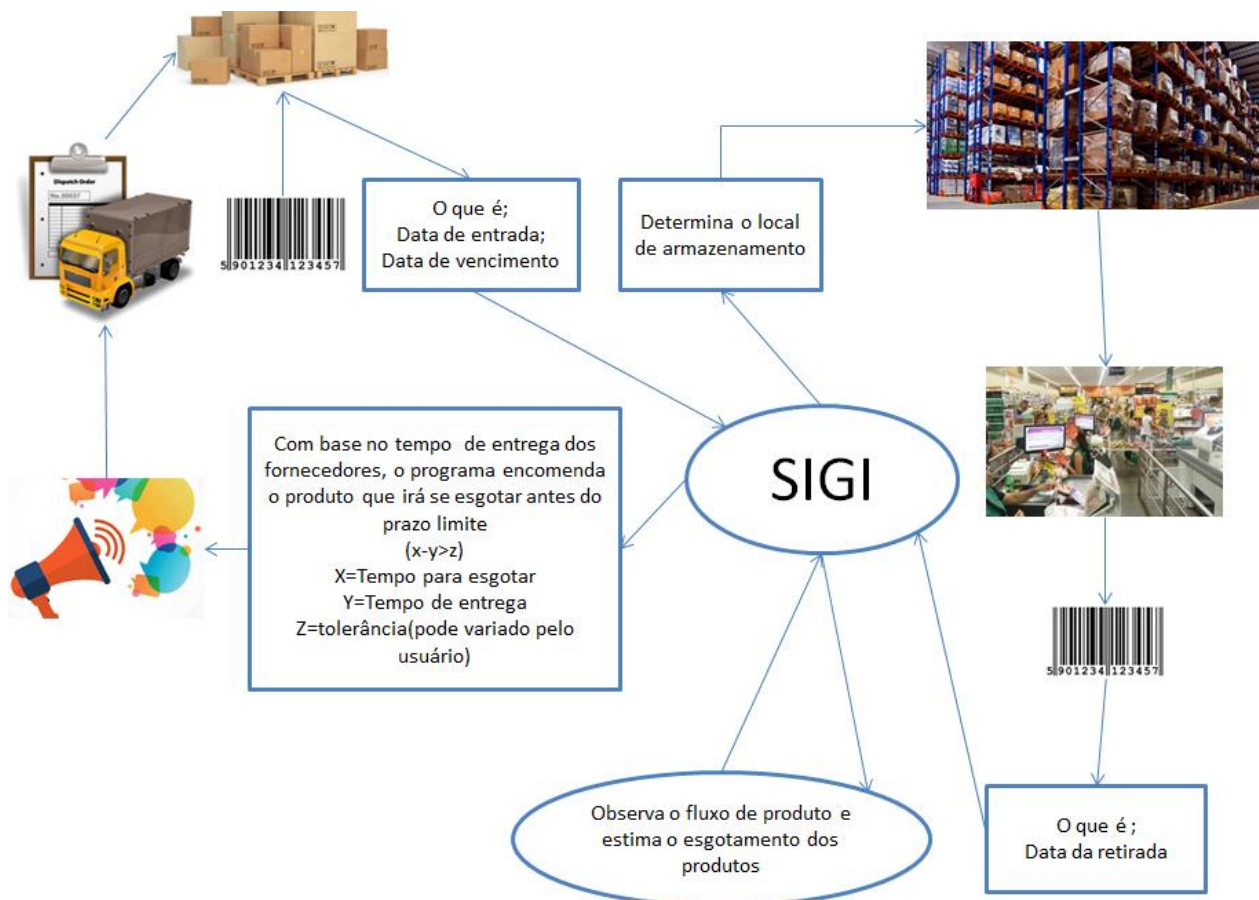 Dispatch Order
No. 00037
5 901234 123457
O que é;
Data de entrada;
Data de vencimento
Determina o local
de armazenamento
Com base no tempo de entrega dos
fornecedores, o programa encomenda
o produto que irá se esgotar antes do
prazo limite
(x-y>z)
X=Tempo para esgotar
Y=Tempo de entrega
Z=tolerância(pode variado pelo
usuário)
SIGI
5 901234 123457
Observa o fluxo de produto e
estima o esgotamento dos
produtos
O que é ;
Data da retirada